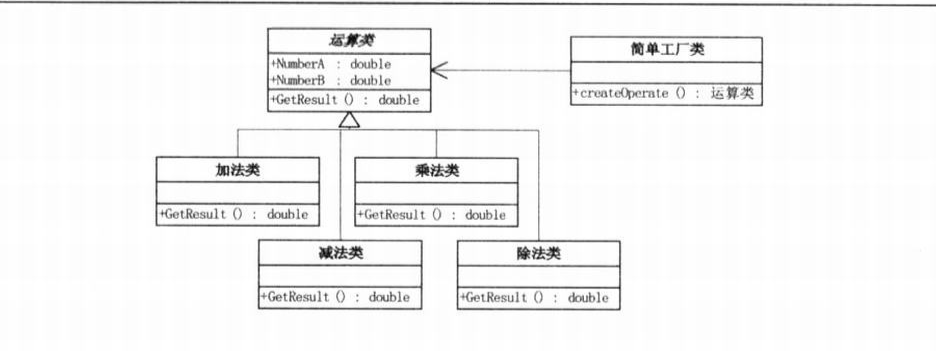 运算类
+NumberA : double
+NumberB : double
+GetResult () : double
简单工厂类
+createOperate () : 运算类
加法类
+GetResult () : double
乘法类
+GetResult () : double
减法类
+GetResult () : double
除法类
+GetResult () : double